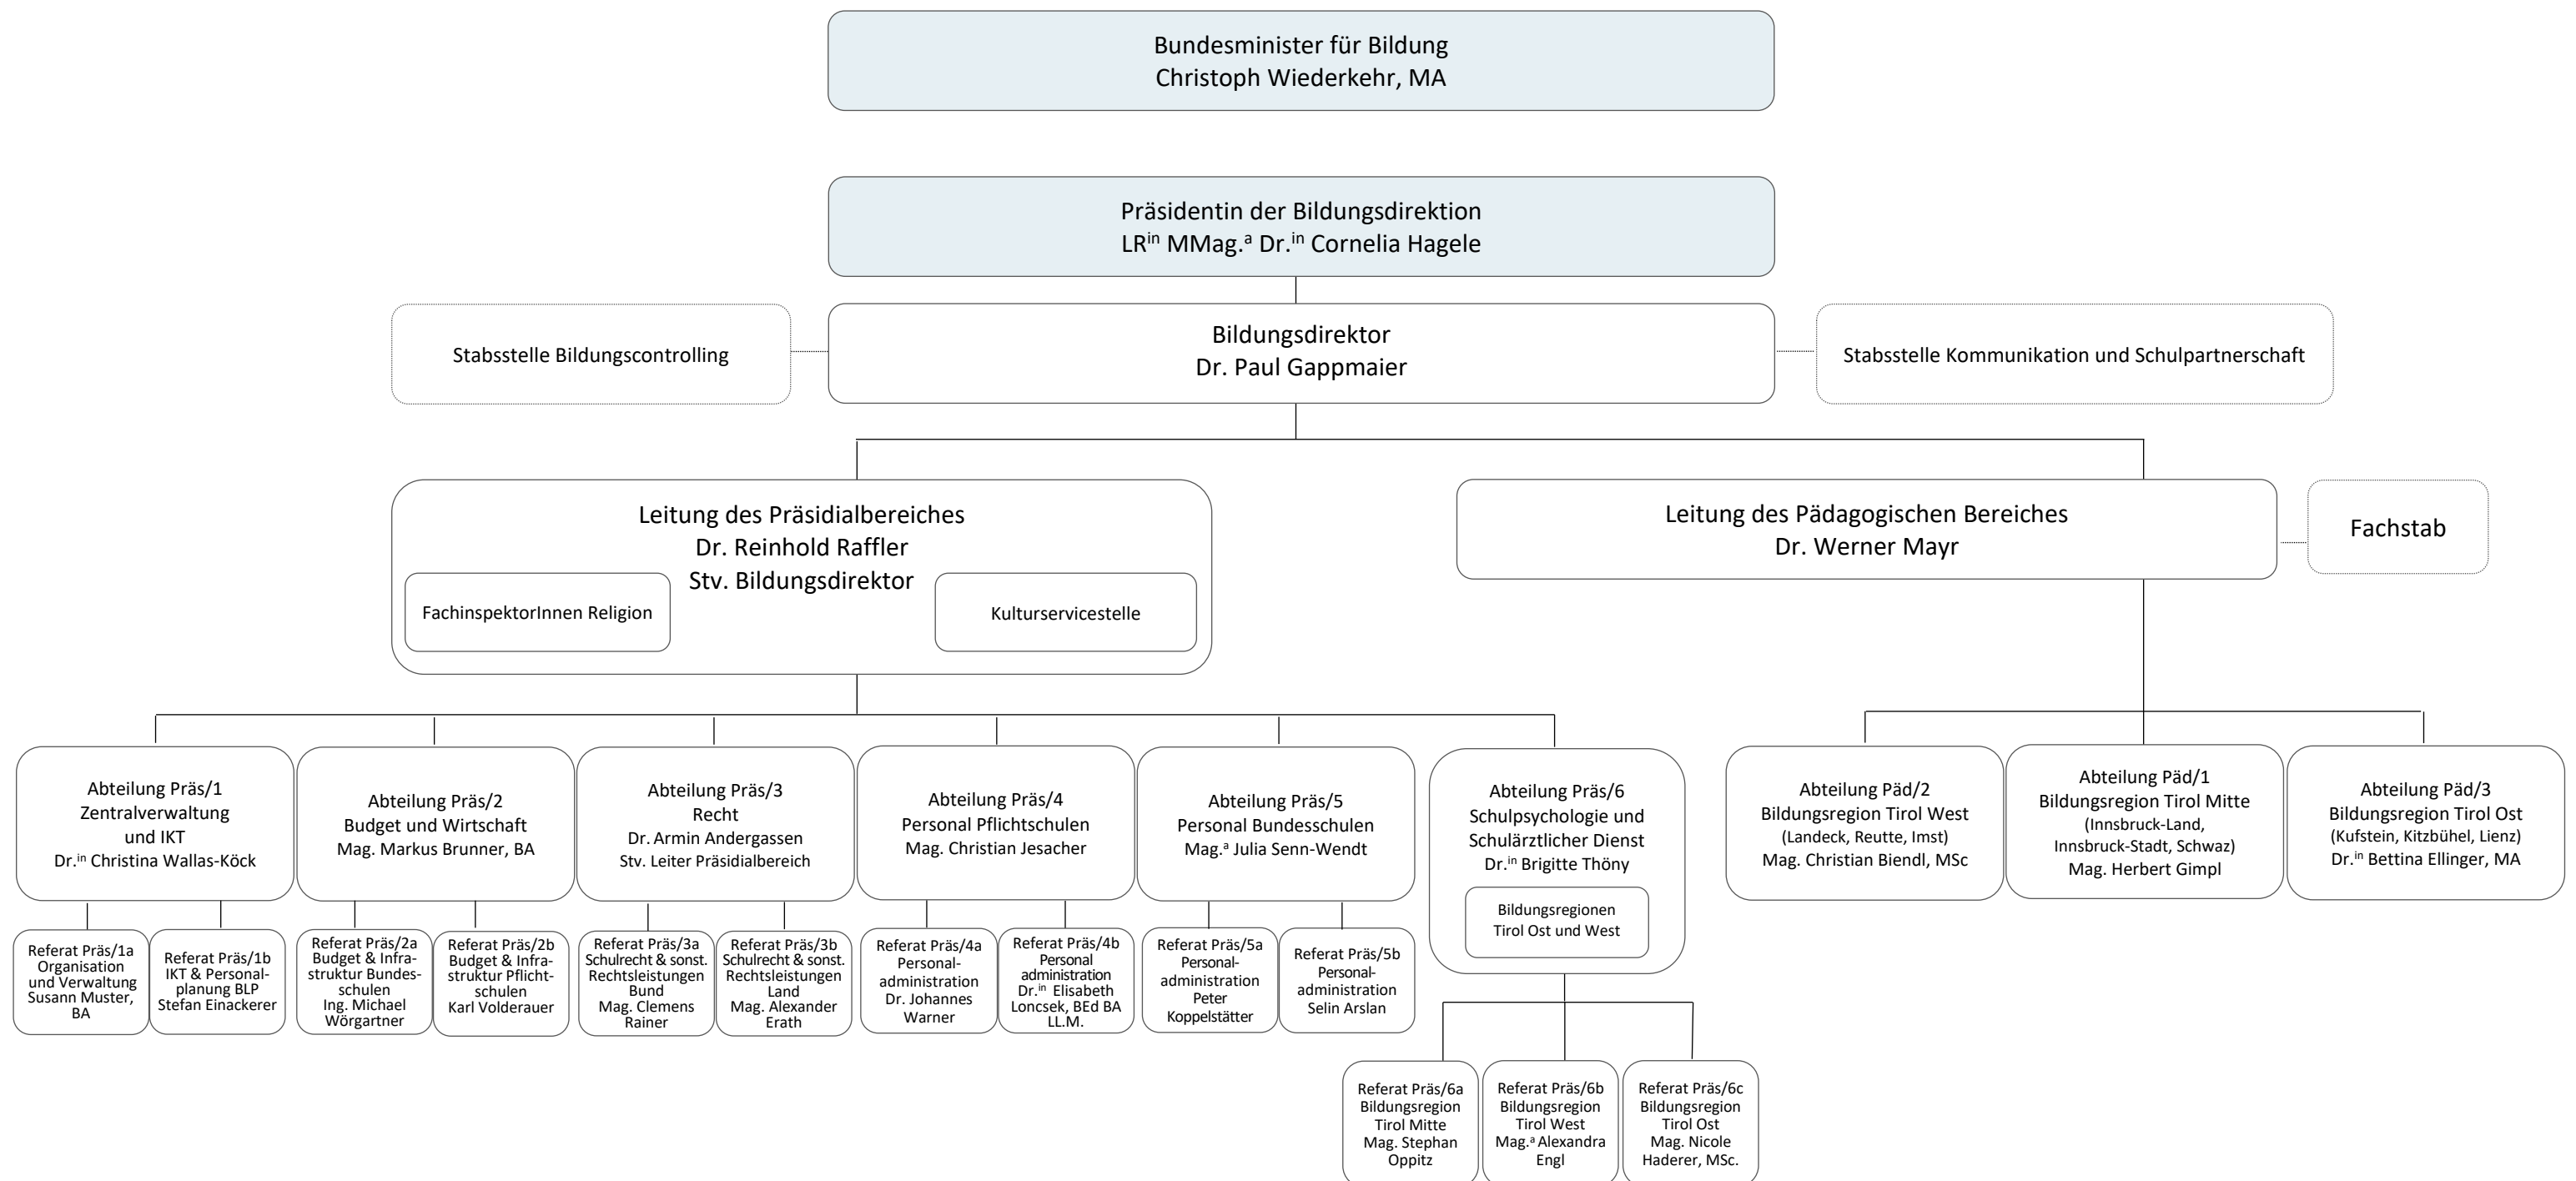 Bundesminister für Bildung
Christoph Wiederkehr, MA
Präsidentin der Bildungsdirektion
LRin MMag.a Dr.in Cornelia Hagele
Stabsstelle Bildungscontrolling
Bildungsdirektor
Dr. Paul Gappmaier
Stabsstelle Kommunikation und Schulpartnerschaft
Leitung des Präsidialbereiches
Dr. Reinhold Raffler
Stv. Bildungsdirektor
FachinspektorInnen Religion
Kulturservicestelle
Leitung des Pädagogischen Bereiches
Dr. Werner Mayr
Fachstab
Abteilung Präs/1
Zentralverwaltung
und IKT
Dr.in Christina Wallas-Köck
Abteilung Präs/2
Budget und Wirtschaft
Mag. Markus Brunner, BA
Abteilung Präs/3
Recht
Dr. Armin Andergassen
Stv. Leiter Präsidialbereich
Abteilung Präs/4
Personal Pflichtschulen
Mag. Christian Jesacher
Abteilung Präs/5
Personal Bundesschulen
Mag.a Julia Senn-Wendt
Abteilung Präs/6
Schulpsychologie und
Schulärztlicher Dienst
Dr.in Brigitte Thöny
Bildungsregionen
Tirol Ost und West
Abteilung Päd/2
Bildungsregion Tirol West
(Landeck, Reutte, Imst)
Mag. Christian Biendl, MSc
Abteilung Päd/1
Bildungsregion Tirol Mitte
(Innsbruck-Land,
Innsbruck-Stadt, Schwaz)
Mag. Herbert Gimpl
Abteilung Päd/3
Bildungsregion Tirol Ost
(Kufstein, Kitzbühel, Lienz)
Dr.in Bettina Ellinger, MA
Referat Präs/1a
Organisation
und Verwaltung
Susann Muster,
BA
Referat Präs/1b
IKT & Personal-
planung BLP
Stefan Einackerer
Referat Präs/2a
Budget & Infra-
struktur Bundes-
schulen
Ing. Michael
Wörgartner
Referat Präs/2b
Budget & Infra-
struktur Pflicht-
schulen
Karl Volderauer
Referat Präs/3a
Schulrecht & sonst.
Rechtsleistungen
Bund
Mag. Clemens
Rainer
Referat Präs/3b
Schulrecht & sonst.
Rechtsleistungen
Land
Mag. Alexander
Erath
Referat Präs/4a
Personal-
administration
Dr. Johannes
Warner
Referat Präs/4b
Personal
administration
Dr.in Elisabeth
Loncsek, BEd BA
LL.M.
Referat Präs/5a
Personal-
administration
Peter
Koppelstätter
Referat Präs/5b
Personal-
administration
Selin Arslan
Referat Präs/6a
Bildungsregion
Tirol Mitte
Mag. Stephan
Oppitz
Referat Präs/6b
Bildungsregion
Tirol West
Mag.a Alexandra
Engl
Referat Präs/6c
Bildungsregion
Tirol Ost
Mag. Nicole
Haderer, MSc.